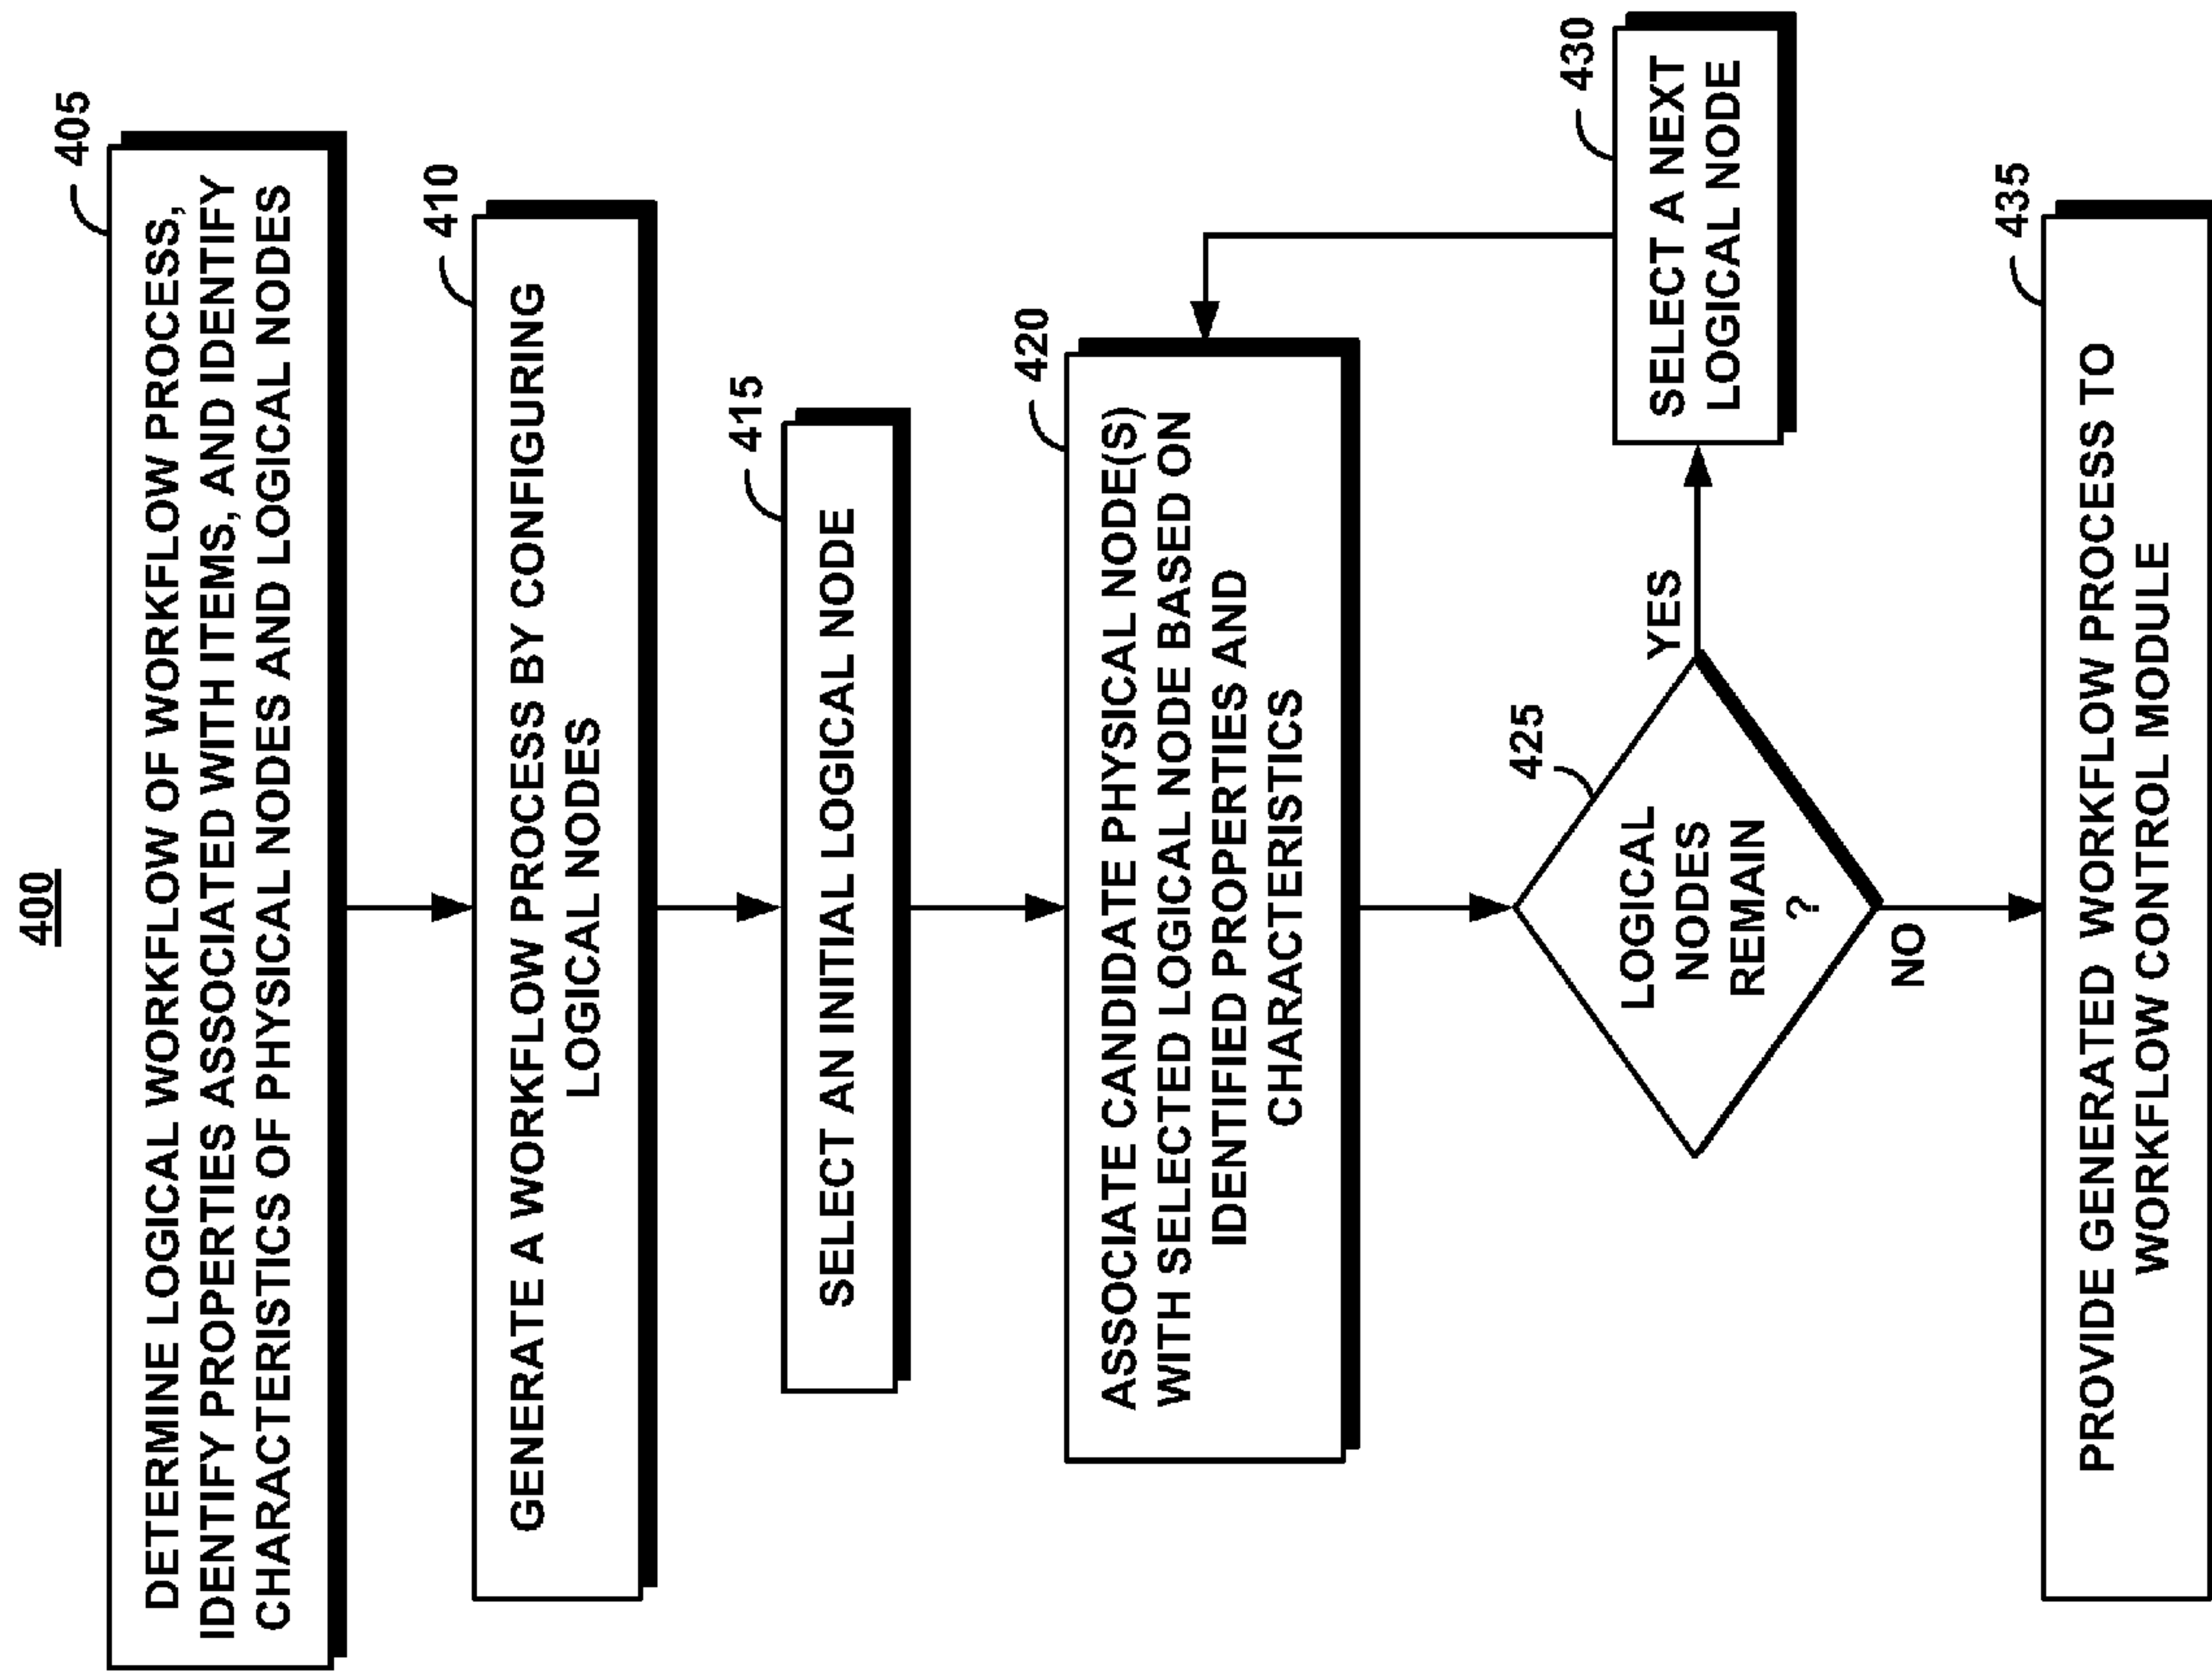 400
405
DETERMINE LOGICAL WORKFLOW OF WORKFLOW PROCESS,
IDENTIFY PROPERTIES ASSOCIATED WITH ITEMS, AND IDENTIFY
CHARACTERISTICS OF PHYSICAL NODES AND LOGICAL NODES
410
GENERATE A WORKFLOW PROCESS BY CONFIGURING
LOGICAL NODES
415
SELECT AN INITIAL LOGICAL NODE
420
ASSOCIATE CANDIDATE PHYSICAL NODE(S)
WITH SELECTED LOGICAL NODE BASED ON
IDENTIFIED PROPERTIES AND
CHARACTERISTICS
425
LOGICAL
NODES
REMAIN
?
YES
NO
430
SELECT A NEXT
LOGICAL NODE
435
PROVIDE GENERATED WORKFLOW PROCESS TO
WORKFLOW CONTROL MODULE